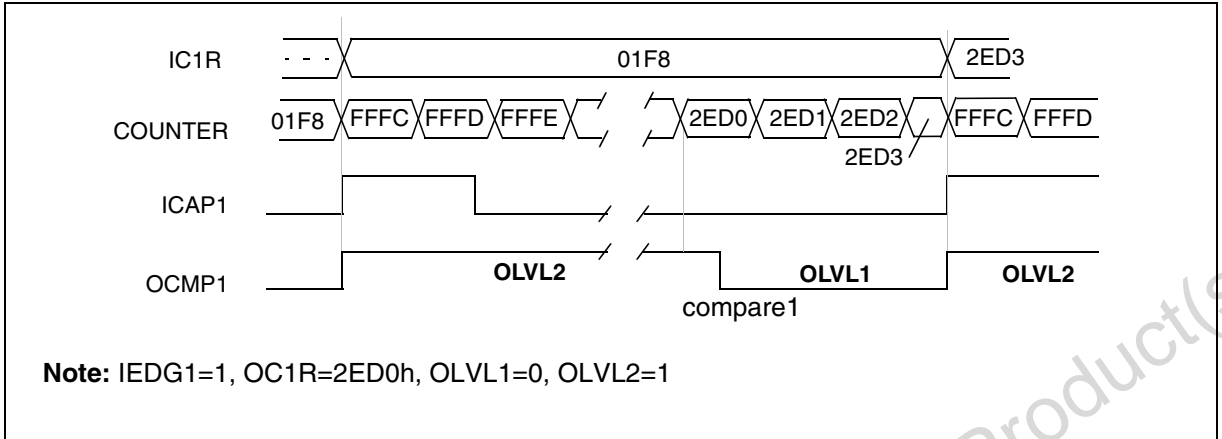 IC1R - - - 01F8 2ED3
COUNTER 01F8 FFFC FFFD FFFE 2ED0 2ED1 2ED2 FFFC FFFD
2ED3
ICAP1
OCMP1 OLVL2 OLVL1 OLVL2
compare1
Note: IEDG1=1, OC1R=2ED0h, OLVL1=0, OLVL2=1
Product(s